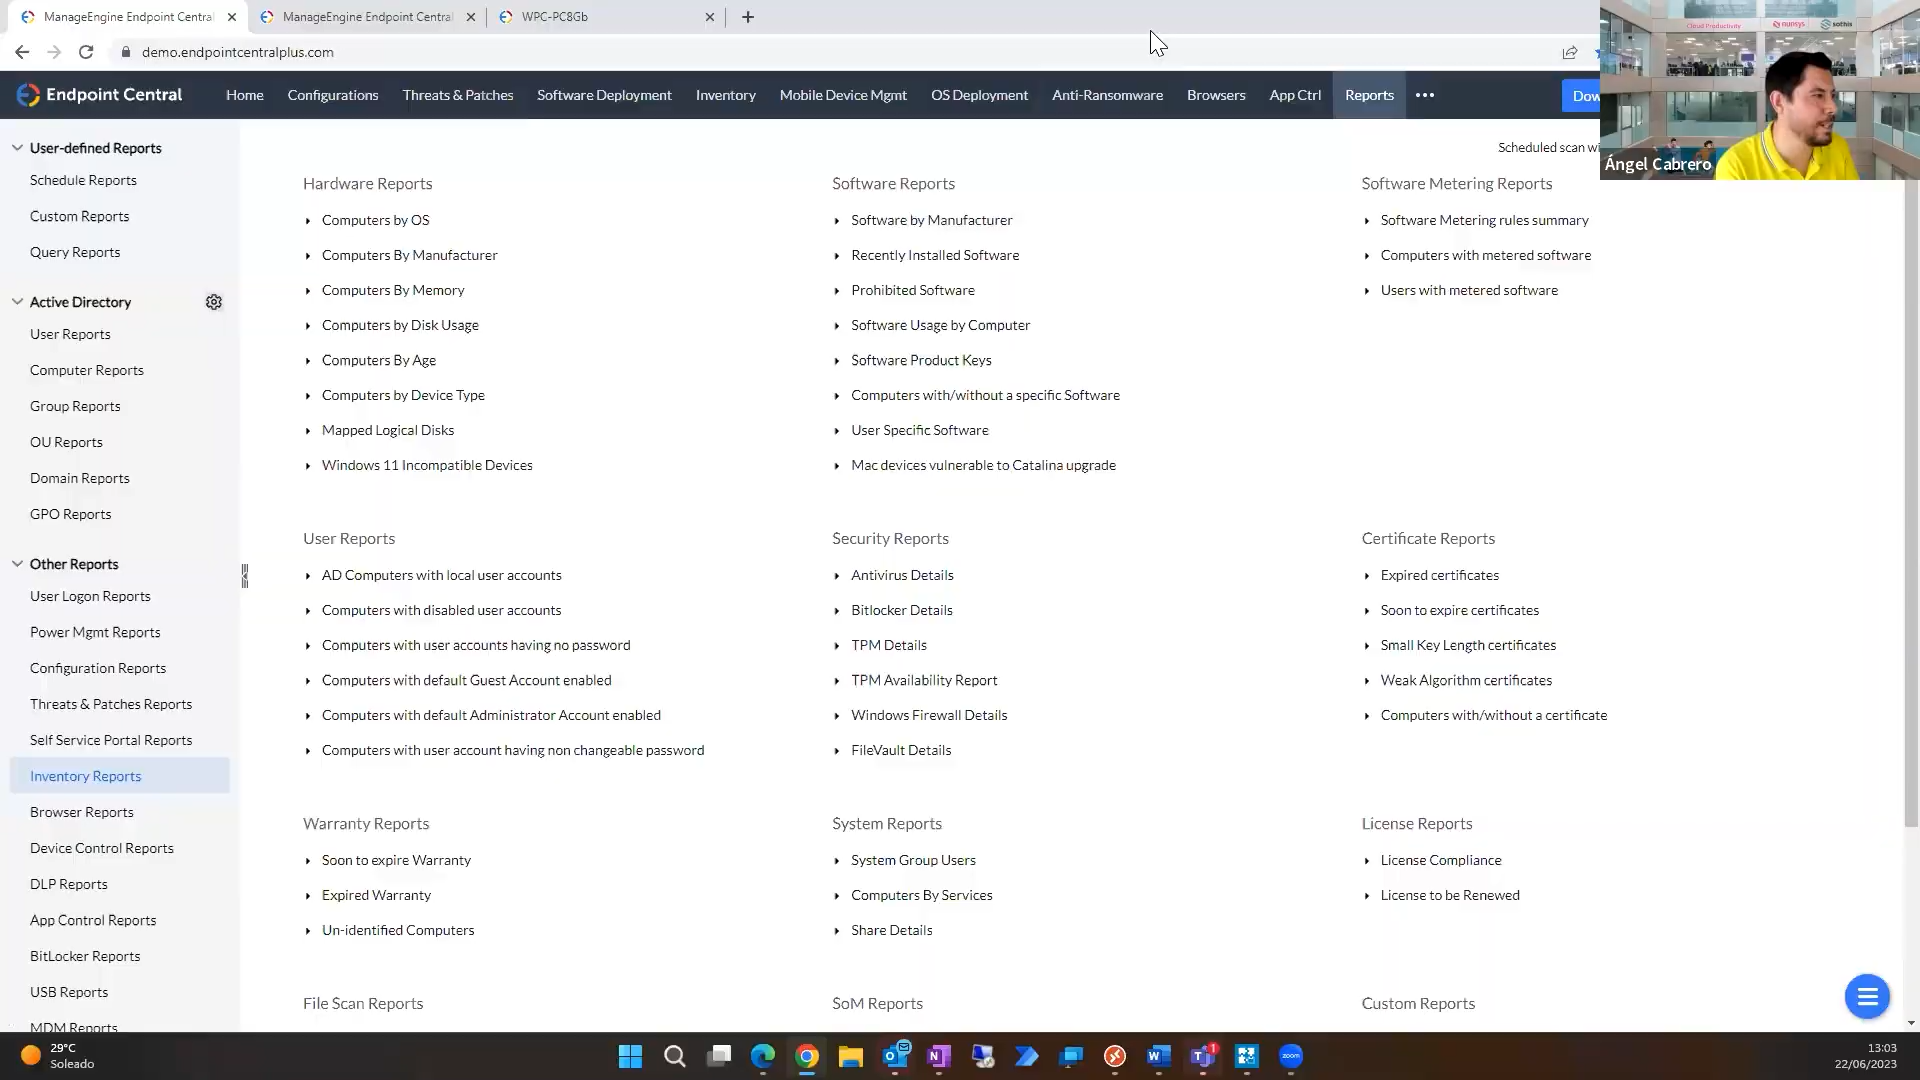 ManageEngine Endpoint Central
ManageEngine Endpoint Central
WPC-PC8Gb
demo.endpointcentralplus.com
Endpoint Central
Home
Configurations
Threats & Patches
Software Deployment
Inventory
Mobile Device Mgmt
OS Deployment
Anti-Ransomware
Browsers
App Ctrl
Reports
Cloud Productivity
nunsys
sothis
Ángel Cabrero
User-defined Reports
Schedule Reports
Custom Reports
Query Reports
Active Directory
User Reports
Computer Reports
Group Reports
OU Reports
Domain Reports
GPO Reports
Other Reports
User Logon Reports
Power Mgmt Reports
Configuration Reports
Threats & Patches Reports
Self Service Portal Reports
Inventory Reports
Browser Reports
Device Control Reports
DLP Reports
App Control Reports
BitLocker Reports
USB Reports
MDM Reports
Scheduled scan
Hardware Reports
Computers by OS
Computers By Manufacturer
Computers By Memory
Computers by Disk Usage
Computers By Age
Computers by Device Type
Mapped Logical Disks
Windows 11 Incompatible Devices
Software Reports
Software by Manufacturer
Recently Installed Software
Prohibited Software
Software Usage by Computer
Software Product Keys
Computers with/without a specific Software
User Specific Software
Mac devices vulnerable to Catalina upgrade
Software Metering Reports
Software Metering rules summary
Computers with metered software
Users with metered software
User Reports
AD Computers with local user accounts
Computers with disabled user accounts
Computers with user accounts having no password
Computers with default Guest Account enabled
Computers with default Administrator Account enabled
Computers with user account having non changeable password
Security Reports
Antivirus Details
Bitlocker Details
TPM Details
TPM Availability Report
Windows Firewall Details
FileVault Details
Certificate Reports
Expired certificates
Soon to expire certificates
Small Key Length certificates
Weak Algorithm certificates
Computers with/without a certificate
Warranty Reports
Soon to expire Warranty
Expired Warranty
Un-identified Computers
System Reports
System Group Users
Computers By Services
Share Details
License Reports
License Compliance
License to be Renewed
File Scan Reports
SoM Reports
Custom Reports
29°C
Soleado
zoom
1
13:03
22/06/2023